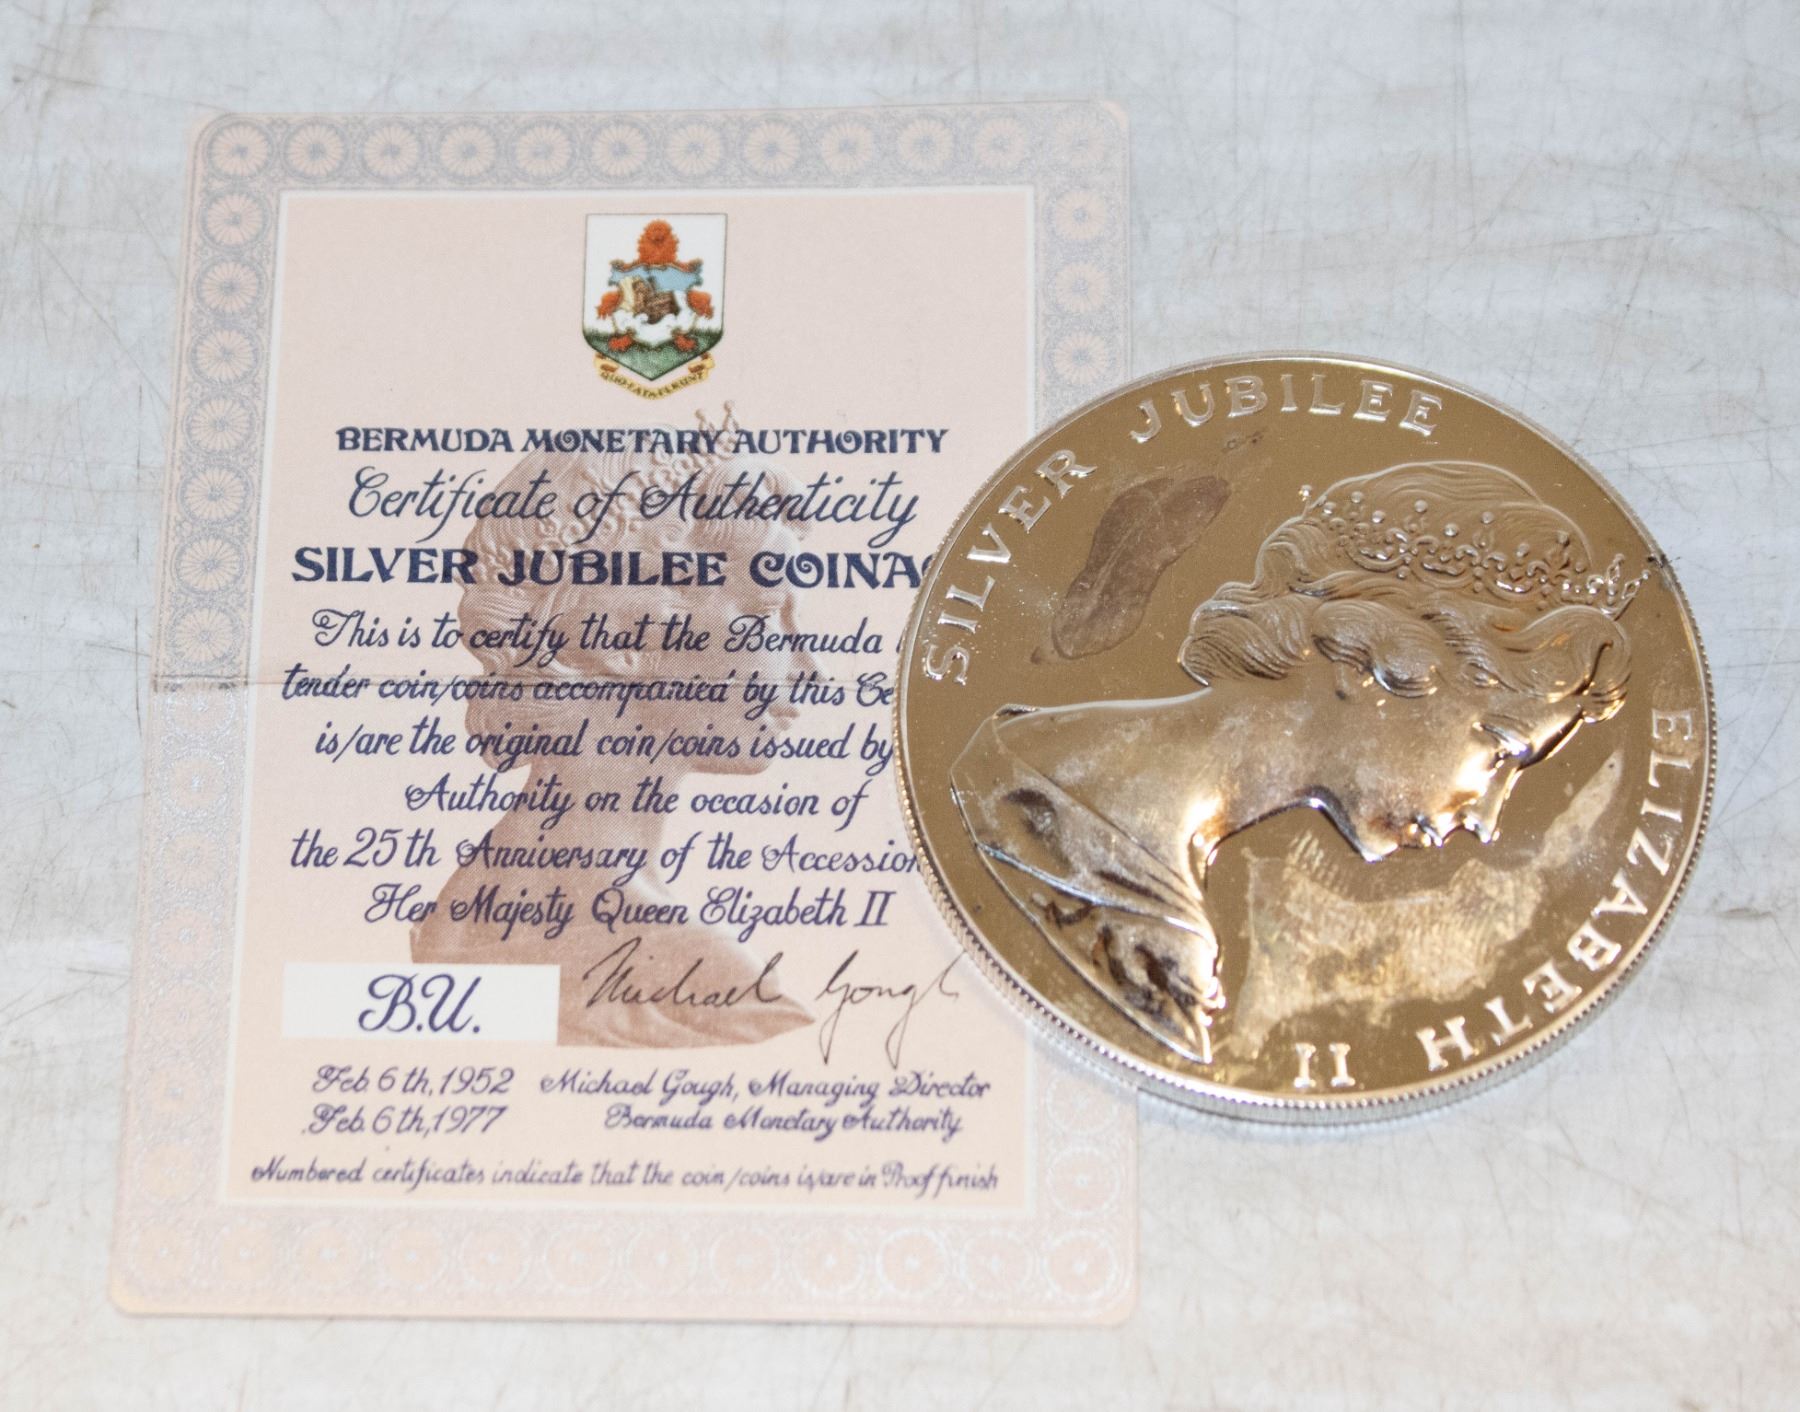 BERMUDA MONETARY AUTHORITY
Certificate of Authenticity
SILVER JUBILEE COINA
This is to certify that the Bermuda
tender coin/coins accompanied by this Ce
is/are the original coin/coins issued by
Authority on the occasion of
the 25th Anniversary of the Accession
Her Majesty Queen Elizabeth II
B.U.
Michael Gough
Feb 6th, 1952 Michael Gough, Managing Director
Feb. 6th, 1977 Bermuda Monetary Authority
Numbered certificates indicate that the coin/coins is/are in Proof finish
SILVER JUBILEE
ELIZABETH II